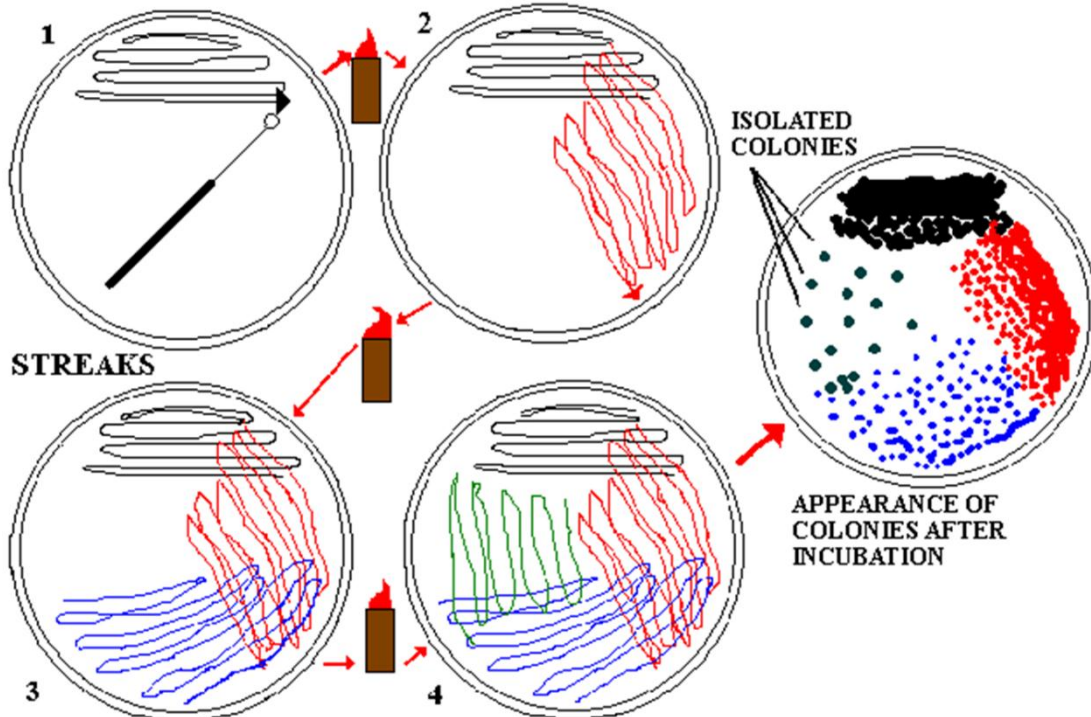 1
2
ISOLATED
COLONIES
STREAKS
APPEARANCE OF
COLONIES AFTER
INCUBATION
3
4